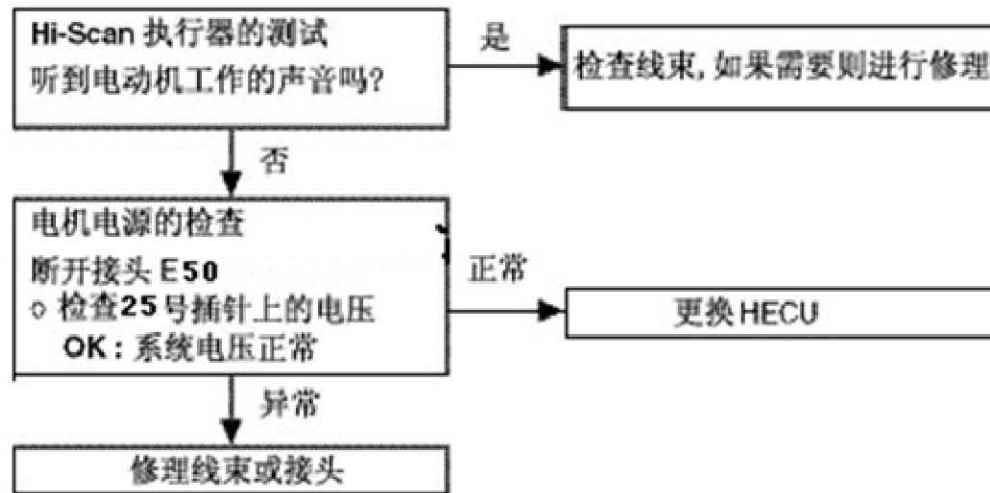 Hi-Scan 执行器的测试
听到电动机工作的声音吗?
是
检查线束,如果需要则进行修理
否
电机电源的检查
断开接头 E50
○ 检查25号插针上的电压
OK : 系统电压正常
正常
更换 HECU
异常
修理线束或接头